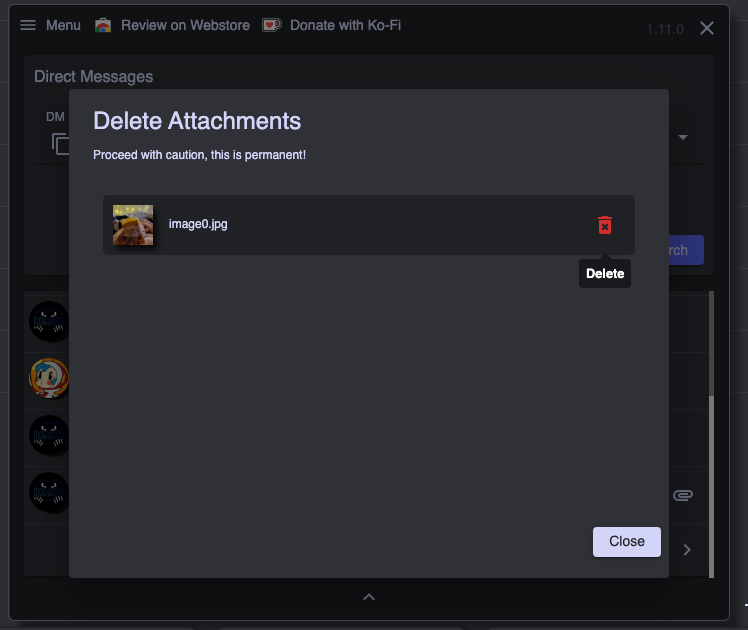 Menu
Review on Webstore
Donate with Ko-Fi
1.11.0
Direct Messages
DM
Delete Attachments
Proceed with caution, this is permanent!
image0.jpg
rch
Delete
Close